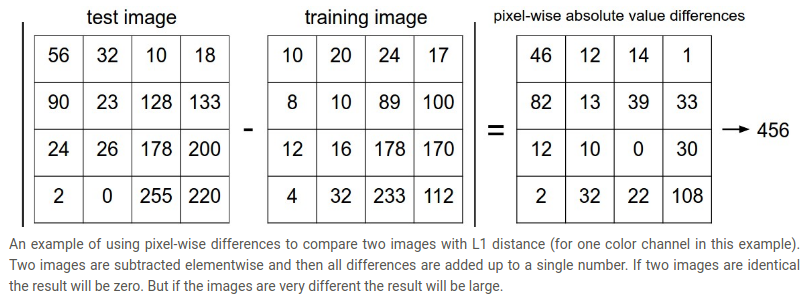 test image training image pixel-wise absolute value differences
56 32 10 18 10 20 24 17 46 12 14 1
90 23 128 133 8 10 89 100 82 13 39 33
- = → 456
24 26 178 200 12 16 178 170 12 10 0 30
2 0 255 220 4 32 233 112 2 32 22 108
An example of using pixel-wise differences to compare two images with L1 distance (for one color channel in this example).
Two images are subtracted elementwise and then all differences are added up to a single number. If two images are identical
the result will be zero. But if the images are very different the result will be large.